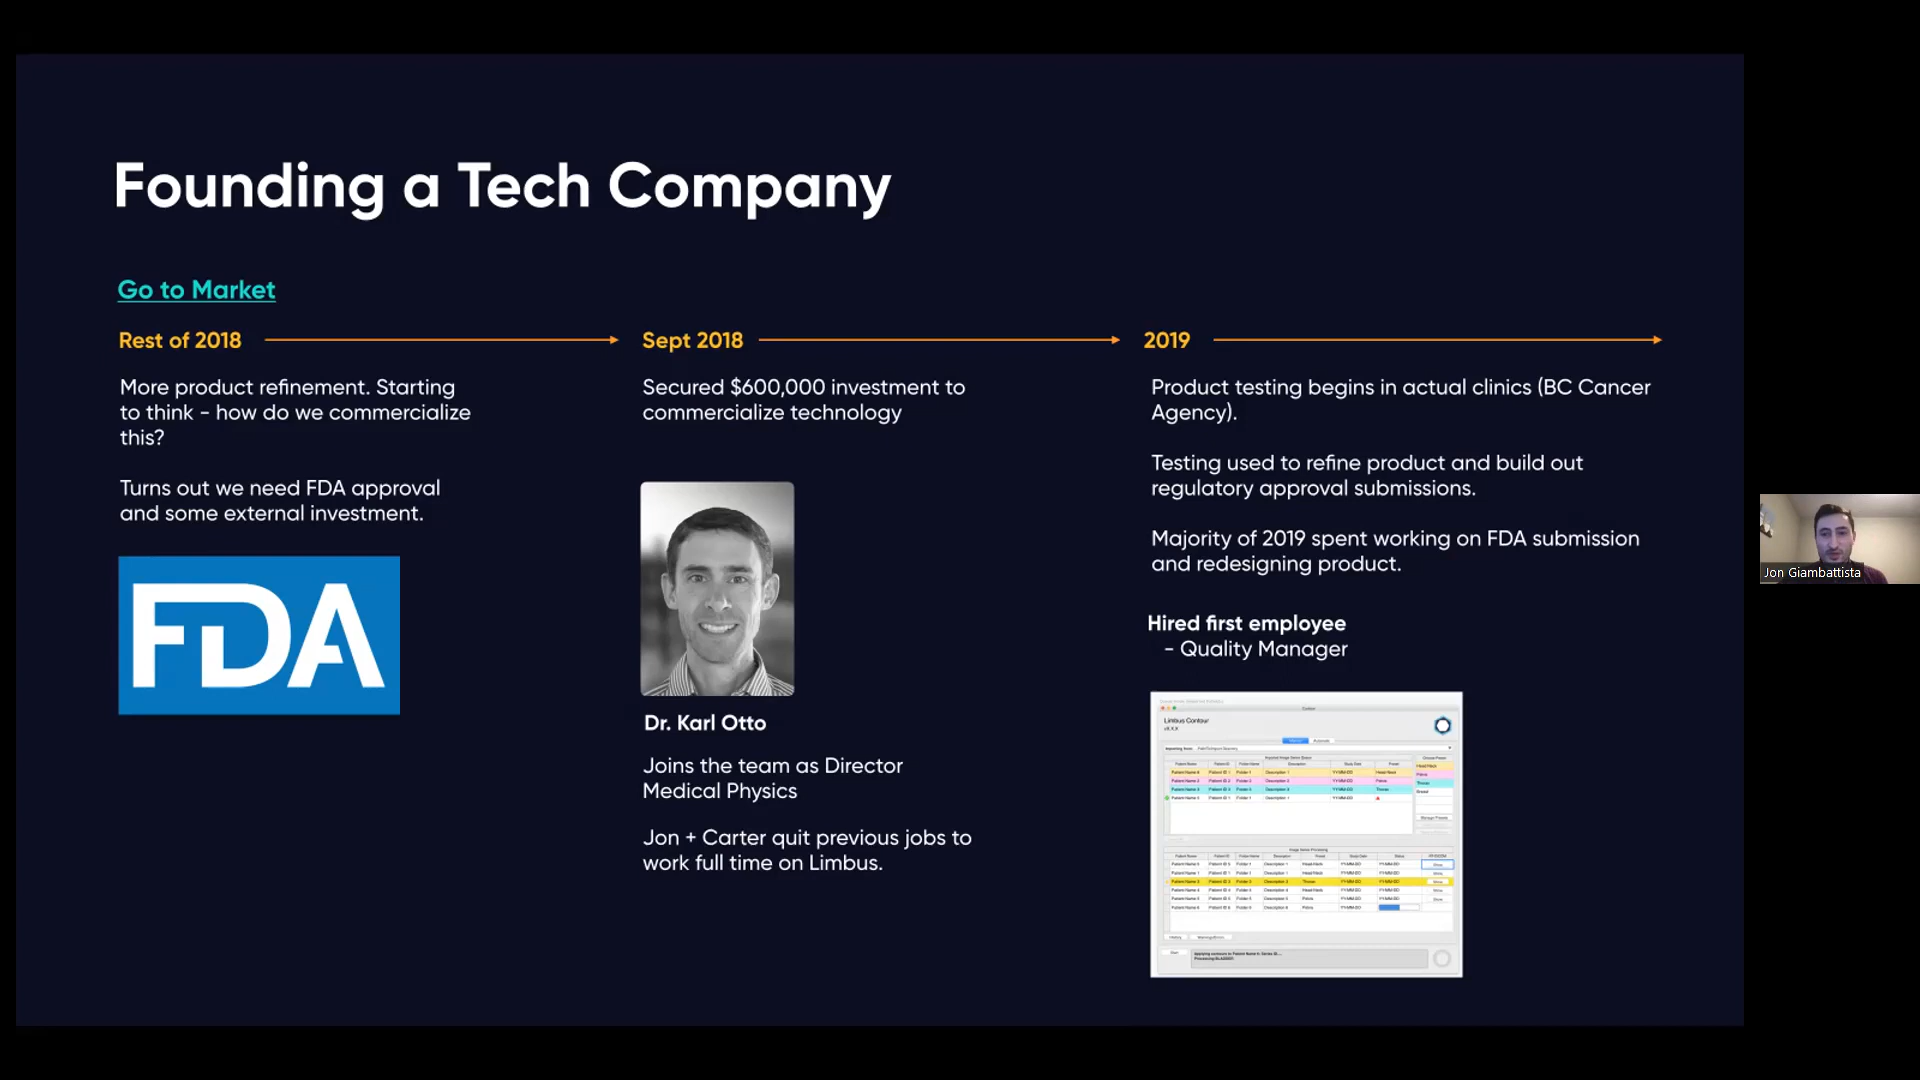 Founding a Tech Company
Go to Market
Rest of 2018
More product refinement. Starting
to think - how do we commercialize
this?
Turns out we need FDA approval
and some external investment.
FDA
Sept 2018
Secured $600,000 investment to
commercialize technology
Dr. Karl Otto
Joins the team as Director
Medical Physics
Jon + Carter quit previous jobs to
work full time on Limbus.
2019
Product testing begins in actual clinics (BC Cancer
Agency).
Testing used to refine product and build out
regulatory approval submissions.
Majority of 2019 spent working on FDA submission
and redesigning product.
Hired first employee
- Quality Manager
Limbus Contour
Jon Giambattista